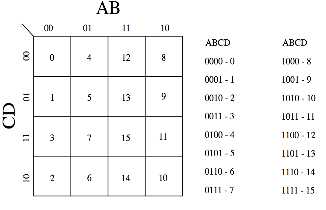 AB
00 01 11 10
CD
00 0 4 12 8
01 1 5 13 9
11 3 7 15 11
10 2 6 14 10
ABCD ABCD
0000 - 0 1000 - 8
0001 - 1 1001 - 9
0010 - 2 1010 - 10
0011 - 3 1011 - 11
0100 - 4 1100 - 12
0101 - 5 1101 - 13
0110 - 6 1110 - 14
0111 - 7 1111 - 15